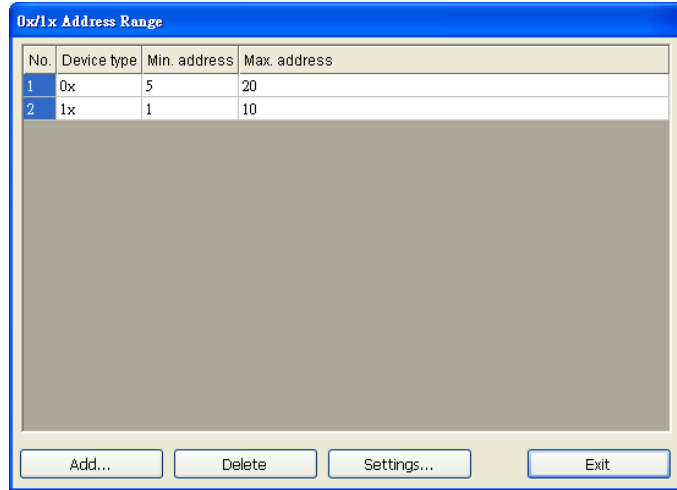 0x/1x Address Range
No. Device type Min. address Max. address
1 0x 5 20
2 1x 1 10
Add... Delete Settings... Exit